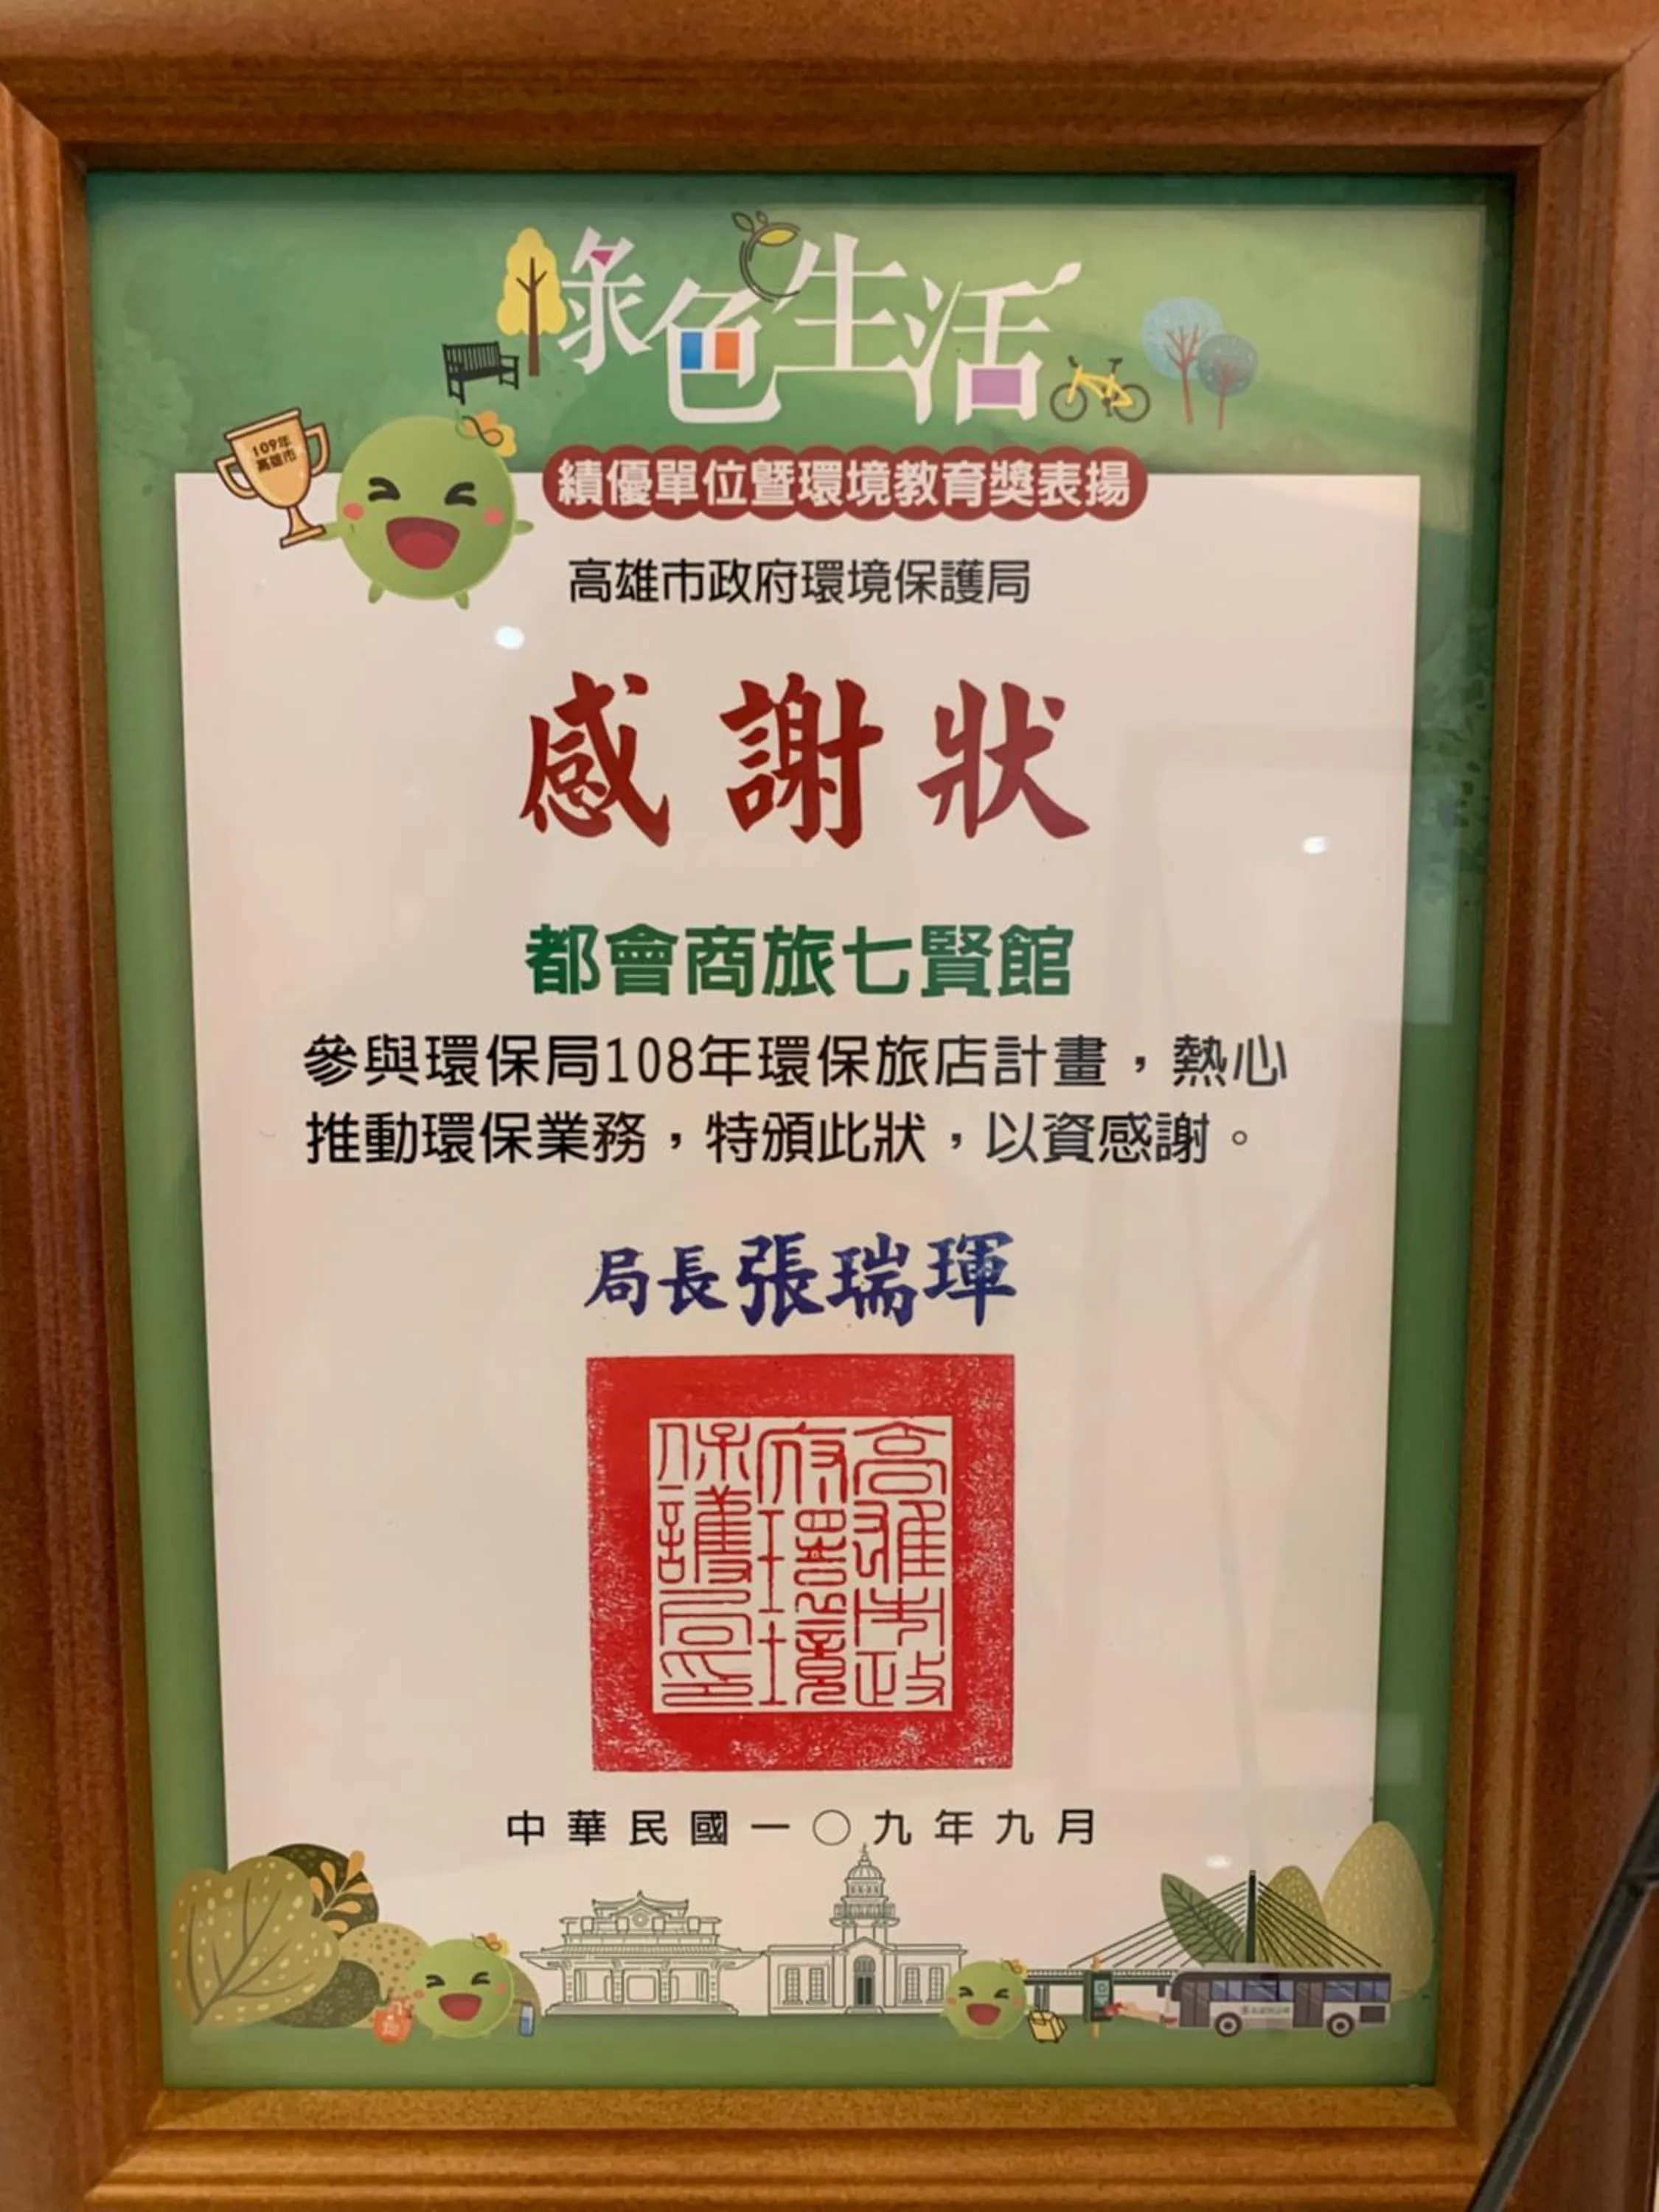 綠色生活
109年
高雄市
績優單位暨環境教育獎表揚
高雄市政府環境保護局
感謝狀
都會商旅七賢館
參與環保局108年環保旅店計畫，熱心
推動環保業務，特頒此狀，以資感謝。
局長張瑞琿
高雄市政
府環境
保護局印
中華民國一〇九年九月